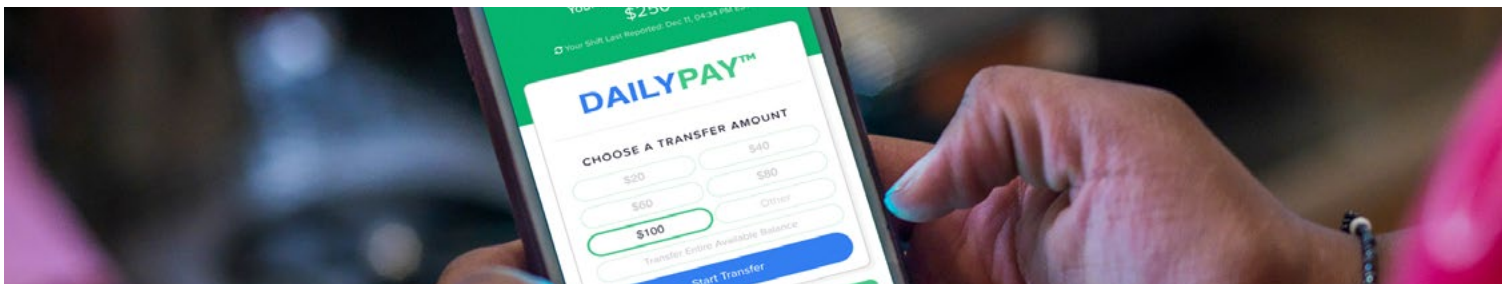 $250
Your Shift Last Reported: Dec 11, 04:34 PM
DAILYPAY™
CHOOSE A TRANSFER AMOUNT
$20 $40
$60 $80
$100 Other
Transfer Entire Available Balance
Start Transfer